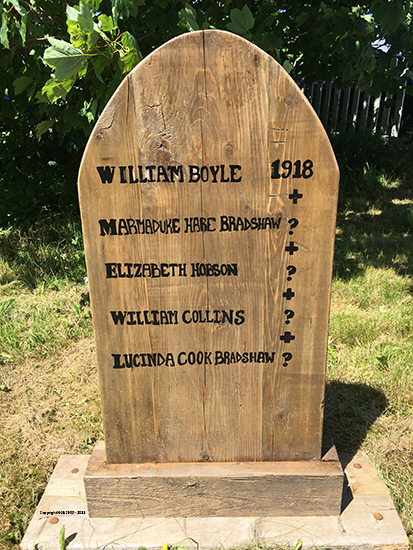 WILLIAM BOYLE 1918
+
MARMADUKE HARE BRADSHAW ?
+
ELIZABETH HOBSON ?
+
WILLIAM COLLINS ?
+
LUCINDA COOK BRADSHAW ?